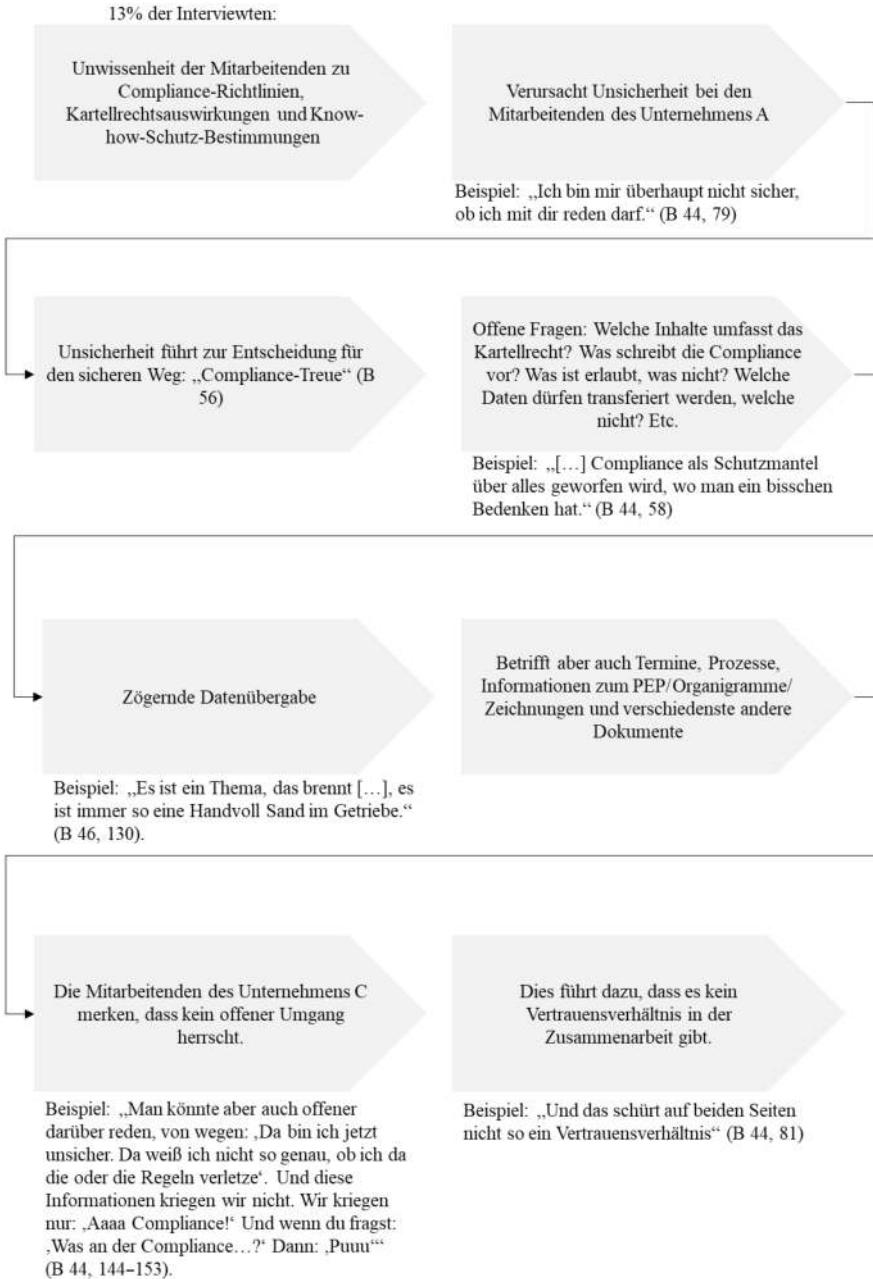 13% der Interviewten:
Unwissenheit der Mitarbeitenden zu
Compliance-Richtlinien,
Kartellrechtsauswirkungen und Know-
how-Schutz-Bestimmungen
Verursacht Unsicherheit bei den
Mitarbeitenden des Unternehmens A
Beispiel: „Ich bin mir überhaupt nicht sicher,
ob ich mit dir reden darf.“ (B 44, 79)
Unsicherheit führt zur Entscheidung für
den sicheren Weg: „Compliance-Treue“ (B
56)
Offene Fragen: Welche Inhalte umfasst das
Kartellrecht? Was schreibt die Compliance
vor? Was ist erlaubt, was nicht? Welche
Daten dürfen transferiert werden, welche
nicht? Etc.
Beispiel: „[…] Compliance als Schutzmantel
über alles geworfen wird, wo man ein bisschen
Bedenken hat.“ (B 44, 58)
Zögernde Datenübergabe
Beispiel: „Es ist ein Thema, das brennt […], es
ist immer so eine Handvoll Sand im Getriebe.“
(B 46, 130).
Betrifft aber auch Termine, Prozesse,
Informationen zum PEP/Organigramme/
Zeichnungen und verschiedenste andere
Dokumente
Die Mitarbeitenden des Unternehmens C
merken, dass kein offener Umgang
herrscht.
Beispiel: „Man könnte aber auch offener
darüber reden, von wegen: ‚Da bin ich jetzt
unsicher. Da weiß ich nicht so genau, ob ich da
die oder die Regeln verletze‘. Und diese
Informationen kriegen wir nicht. Wir kriegen
nur: ‚Aaaa Compliance!‘ Und wenn du fragst:
‚Was an der Compliance…?‘ Dann: ‚Puuu‘“
(B 44, 144–153).
Dies führt dazu, dass es kein
Vertrauensverhältnis in der
Zusammenarbeit gibt.
Beispiel: „Und das schürt auf beiden Seiten
nicht so ein Vertrauensverhältnis“ (B 44, 81)